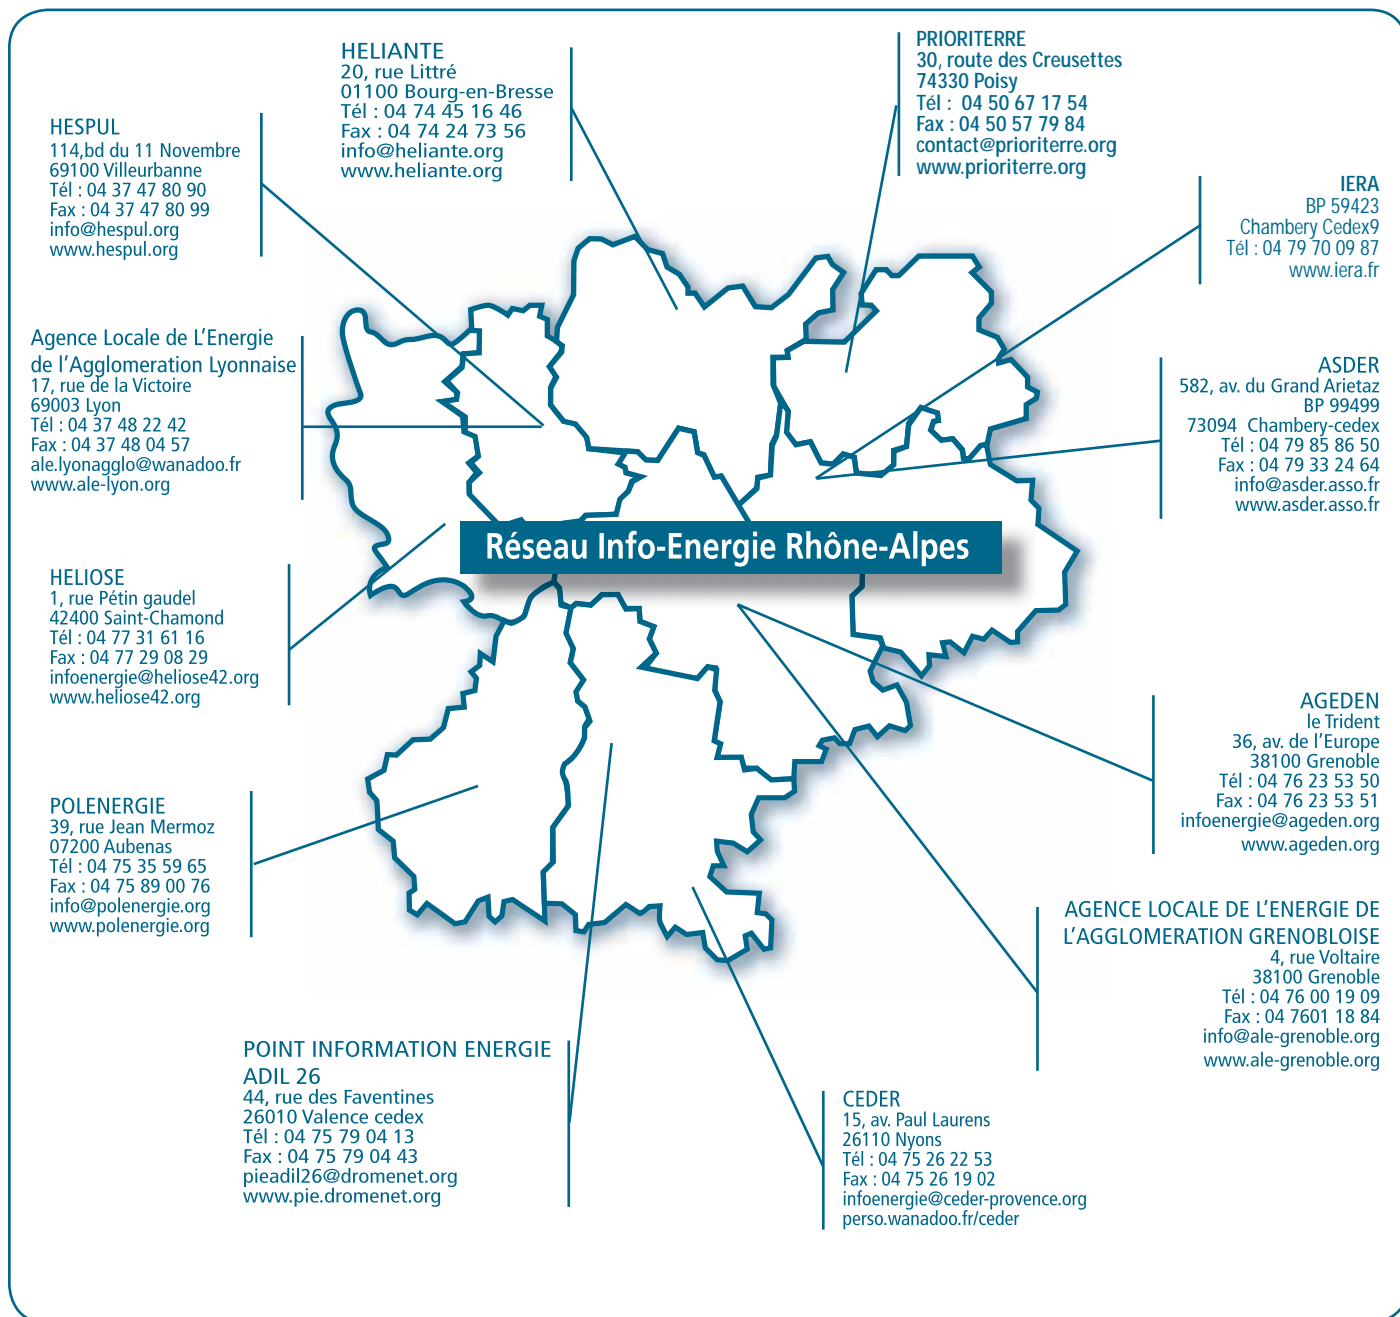 HELIANTE
20, rue Littré
01100 Bourg-en-Bresse
Tél : 04 74 45 16 46
Fax : 04 74 24 73 56
info@heliante.org
www.heliante.org
PRIORITERRE
30, route des Creusettes
74330 Poisy
Tél :  04 50 67 17 54
Fax : 04 50 57 79 84
contact@prioriterre.org
www.prioriterre.org
HESPUL
114,bd du 11 Novembre
69100 Villeurbanne
Tél : 04 37 47 80 90
Fax : 04 37 47 80 99
info@hespul.org
www.hespul.org
IERA
BP 59423
Chambery Cedex9
Tél : 04 79 70 09 87
www.iera.fr
Agence Locale de L'Energie
de l'Agglomeration Lyonnaise
17, rue de la Victoire
69003 Lyon
Tél : 04 37 48 22 42
Fax : 04 37 48 04 57
ale.lyonagglo@wanadoo.fr
www.ale-lyon.org
ASDER
582, av. du Grand Arietaz
BP 99499
73094  Chambery-cedex
Tél : 04 79 85 86 50
Fax : 04 79 33 24 64
info@asder.asso.fr
www.asder.asso.fr
Réseau Info-Energie Rhône-Alpes
HELIOSE
1, rue Pétin gaudel
42400 Saint-Chamond
Tél : 04 77 31 61 16
Fax : 04 77 29 08 29
infoenergie@heliose42.org
www.heliose42.org
AGEDEN
le Trident
36, av. de l'Europe
38100 Grenoble
Tél : 04 76 23 53 50
Fax : 04 76 23 53 51
infoenergie@ageden.org
www.ageden.org
POLENERGIE
39, rue Jean Mermoz
07200 Aubenas
Tél : 04 75 35 59 65
Fax : 04 75 89 00 76
info@polenergie.org
www.polenergie.org
AGENCE LOCALE DE L'ENERGIE DE
L'AGGLOMERATION GRENOBLOISE
4, rue Voltaire
38100 Grenoble
Tél : 04 76 00 19 09
Fax : 04 7601 18 84
info@ale-grenoble.org
www.ale-grenoble.org
POINT INFORMATION ENERGIE
ADIL 26
44, rue des Faventines
26010 Valence cedex
Tél : 04 75 79 04 13
Fax : 04 75 79 04 43
pieadil26@dromenet.org
www.pie.dromenet.org
CEDER
15, av. Paul Laurens
26110 Nyons
Tél : 04 75 26 22 53
Fax : 04 75 26 19 02
infoenergie@ceder-provence.org
perso.wanadoo.fr/ceder